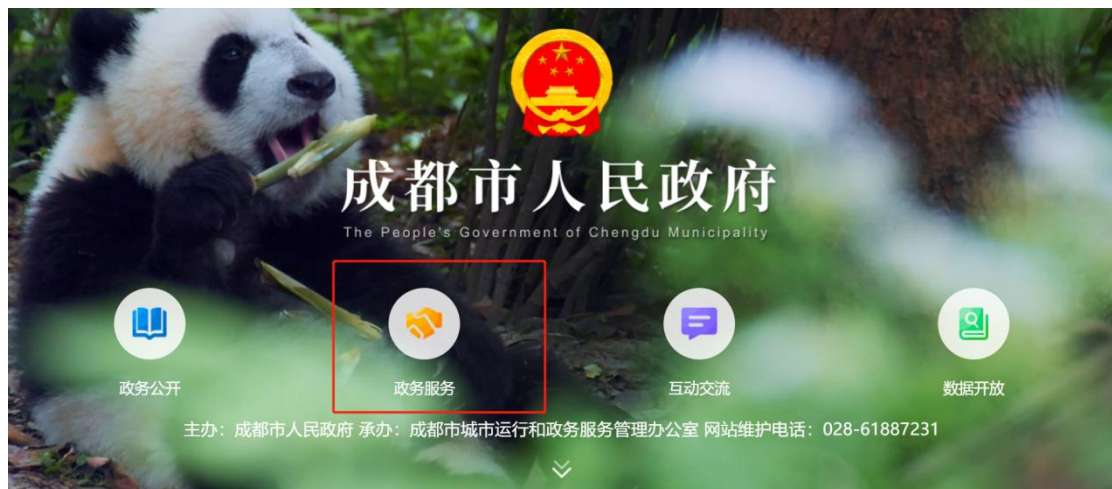 成都市人民政府
The People's Government of Chengdu Municipality
政务公开
政务服务
互动交流
数据开放
主办：成都市人民政府 承办：成都市城市运行和政务服务管理办公室 网站维护电话：028-61887231